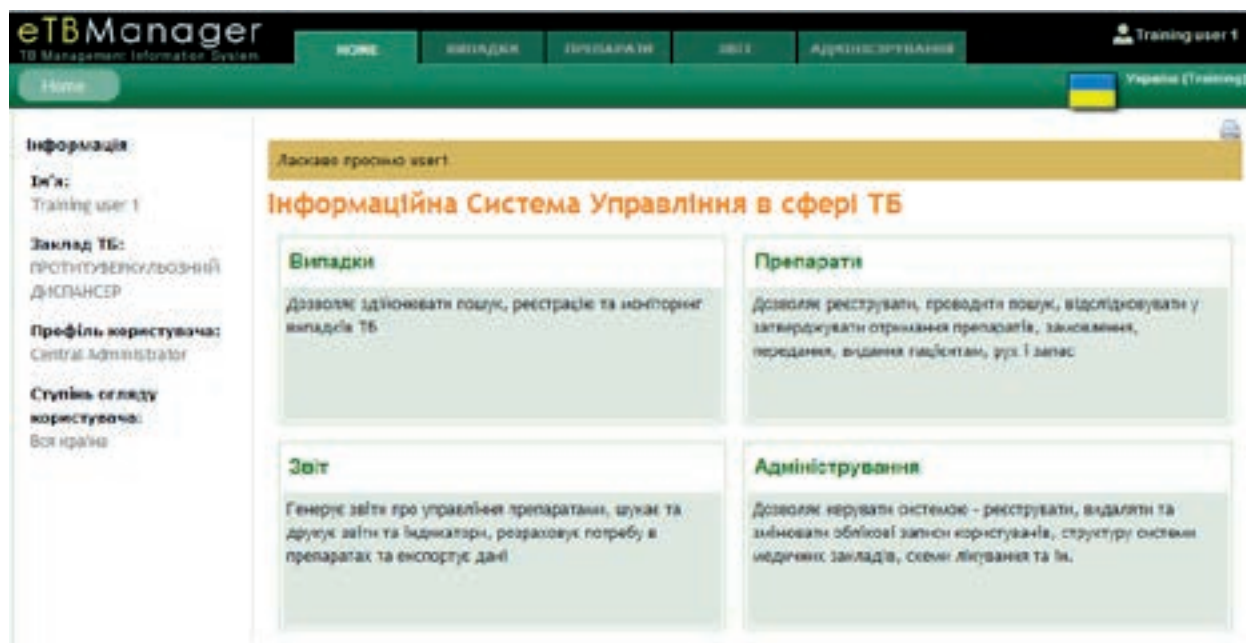 eTBManager
TB Management Information System
HOME ВИПАДКИ ПРЕПАРАТИ ЗВІТ АДМІНІСТРУВАННЯ
Training user 1
Home
Україна (Training)
Інформація
Ім'я:
Training user 1
Заклад ТБ:
ПРОТИТУБЕРКУЛЬОЗНИЙ
ДИСПАНСЕР
Профіль користувача:
Central Administrator
Ступінь огляду
користувача:
Вся країна
Ласкаво просимо user1
Інформаційна Система Управління в сфері ТБ
Випадки
Дозволяє здійснювати пошук, реєстрацію та моніторинг
випадків ТБ
Препарати
Дозволяє реєструвати, проводити пошук, відслідковувати у
затверджувати отримання препаратів, замовлення,
передання, видання пацієнтам, рух і запас
Звіт
Генерує звіти про управління препаратами, шукає та
друкує звіти та індикатори, розраховує потребу в
препаратах та експортує дані
Адміністрування
Дозволяє керувати системою - реєструвати, видаляти та
змінювати облікові записи користувачів, структуру системи
медичних закладів, схеми лікування та ін.